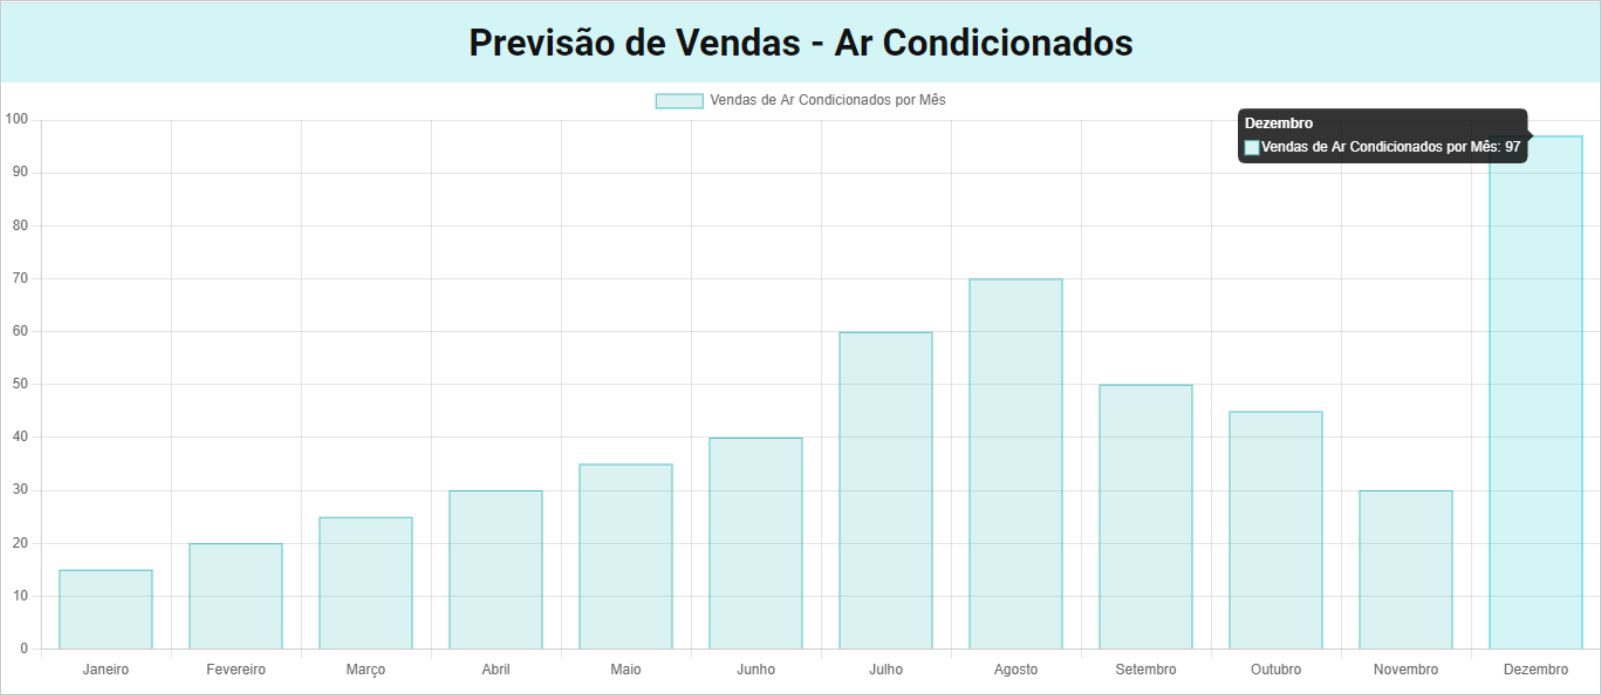 Previsão de Vendas - Ar Condicionados
Vendas de Ar Condicionados por Mês
100
90
80
70
60
50
40
30
20
10
0
Dezembro
Vendas de Ar Condicionados por Mês: 97
Janeiro Fevereiro Março Abril Maio Junho Julho Agosto Setembro Outubro Novembro Dezembro